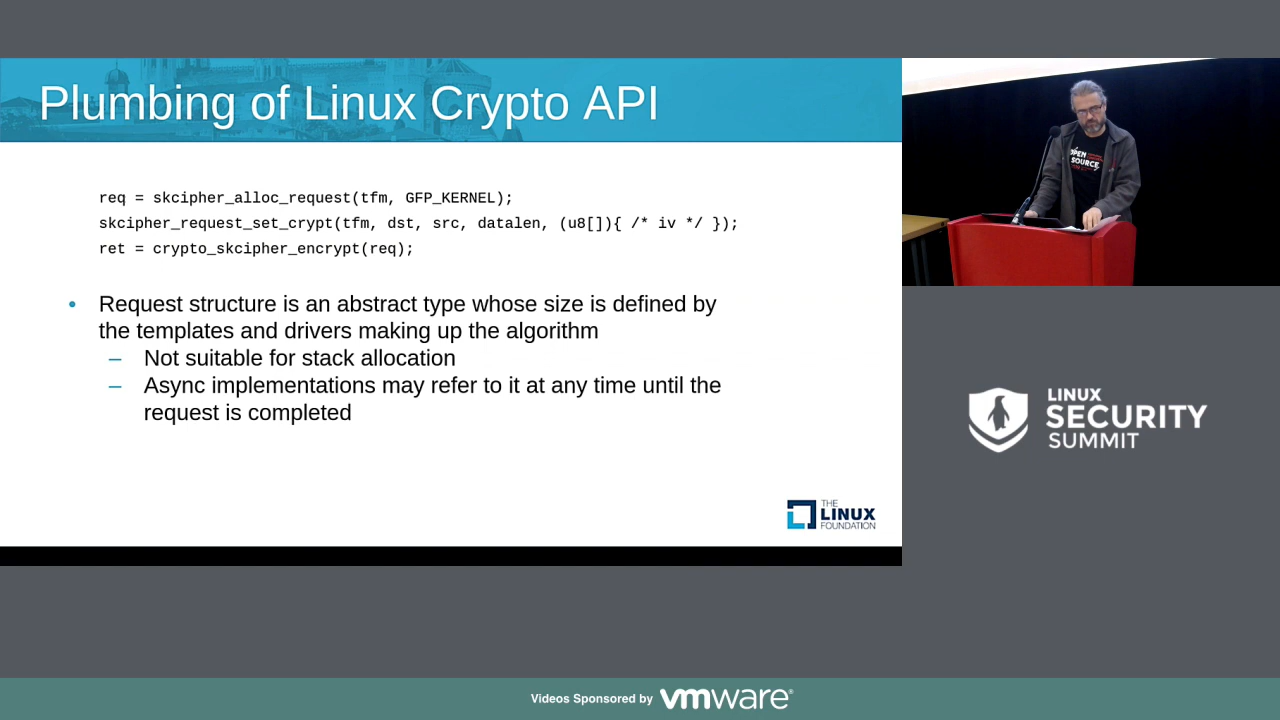 Plumbing of Linux Crypto API
req = skcipher_alloc_request(tfm, GFP_KERNEL);
skcipher_request_set_crypt(tfm, dst, src, datalen, (u8[]){ /* iv */ });
ret = crypto_skcipher_encrypt(req);
• Request structure is an abstract type whose size is defined by
the templates and drivers making up the algorithm
– Not suitable for stack allocation
– Async implementations may refer to it at any time until the
request is completed
THE
LINUX
FOUNDATION
OPEN
SOURCE
LINUX
SECURITY
SUMMIT
Videos Sponsored by vmware®